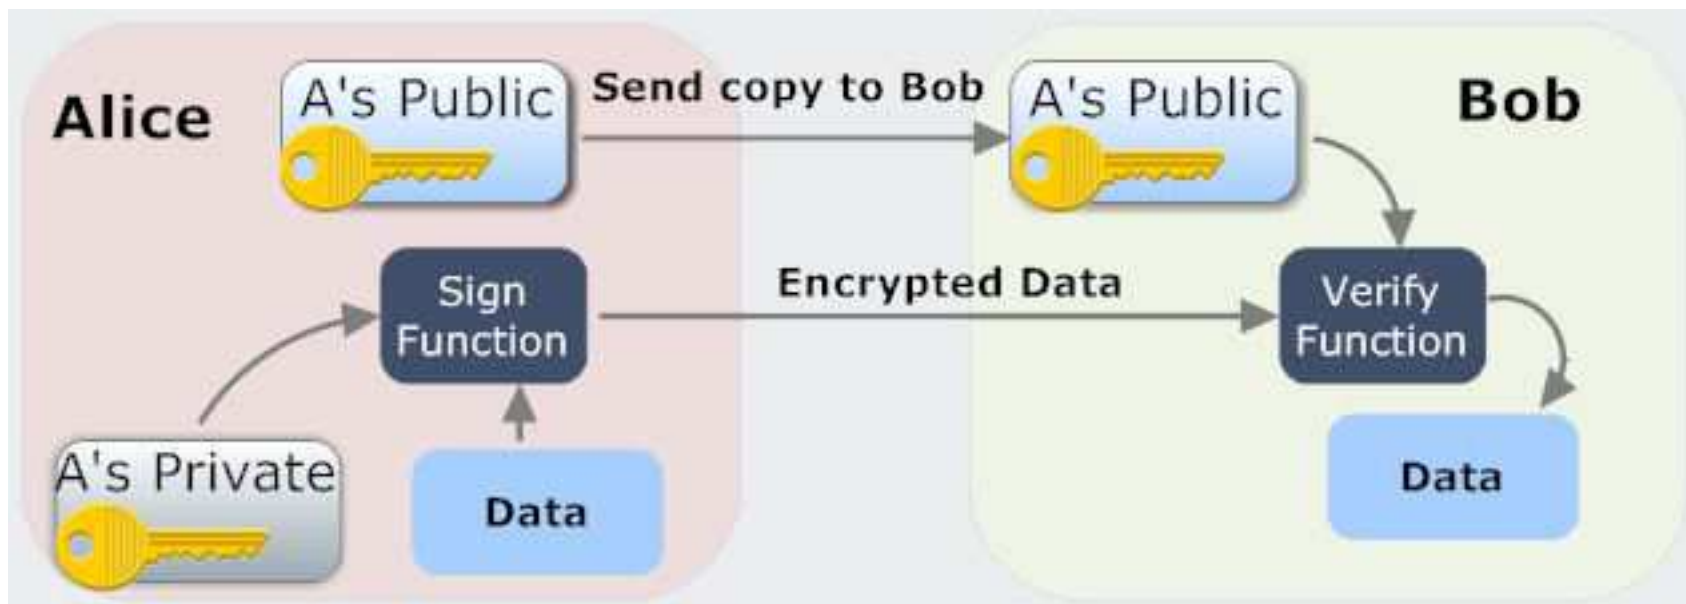 Alice
A's Public
Send copy to Bob
A's Public
Bob
Sign
Function
Encrypted Data
Verify
Function
A's Private
Data
Data